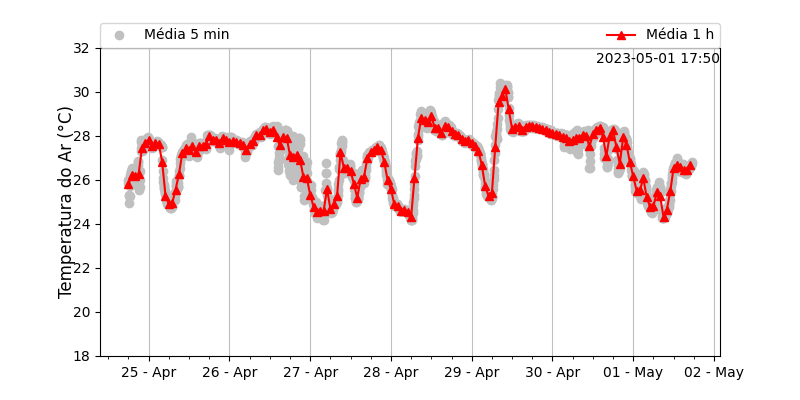 Média 5 min
Média 1 h
2023-05-01 17:50
Temperatura do Ar (°C)
32
30
28
26
25
24
22
20
18
25 - Apr
26 - Apr
27 - Apr
28 - Apr
29 - Apr
30 - Apr
01 - May
02 - May